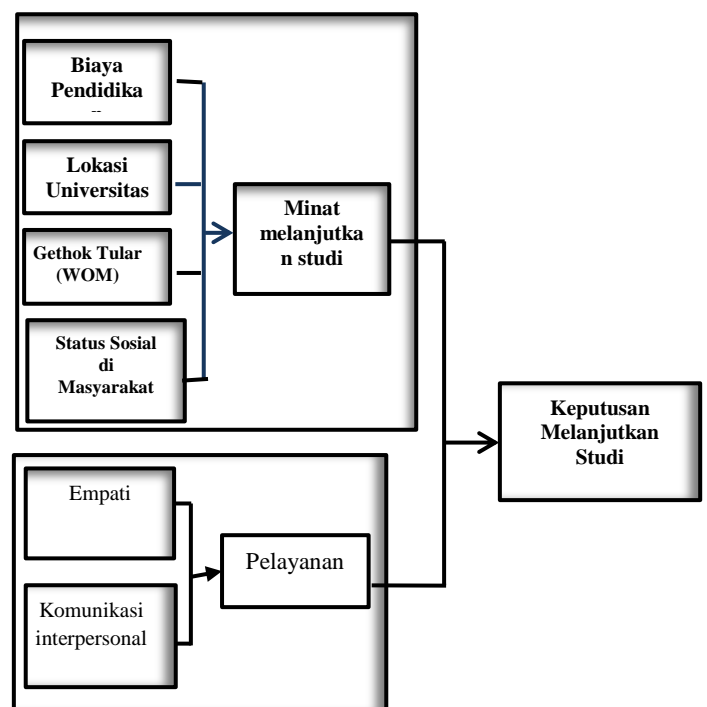 Biaya
Pendidika
Lokasi
Universitas
Gethok Tular
(WOM)
Status Sosial
di
Masyarakat
Minat
melanjutka
n studi
Keputusan
Melanjutkan
Studi
Empati
Komunikasi
interpersonal
Pelayanan